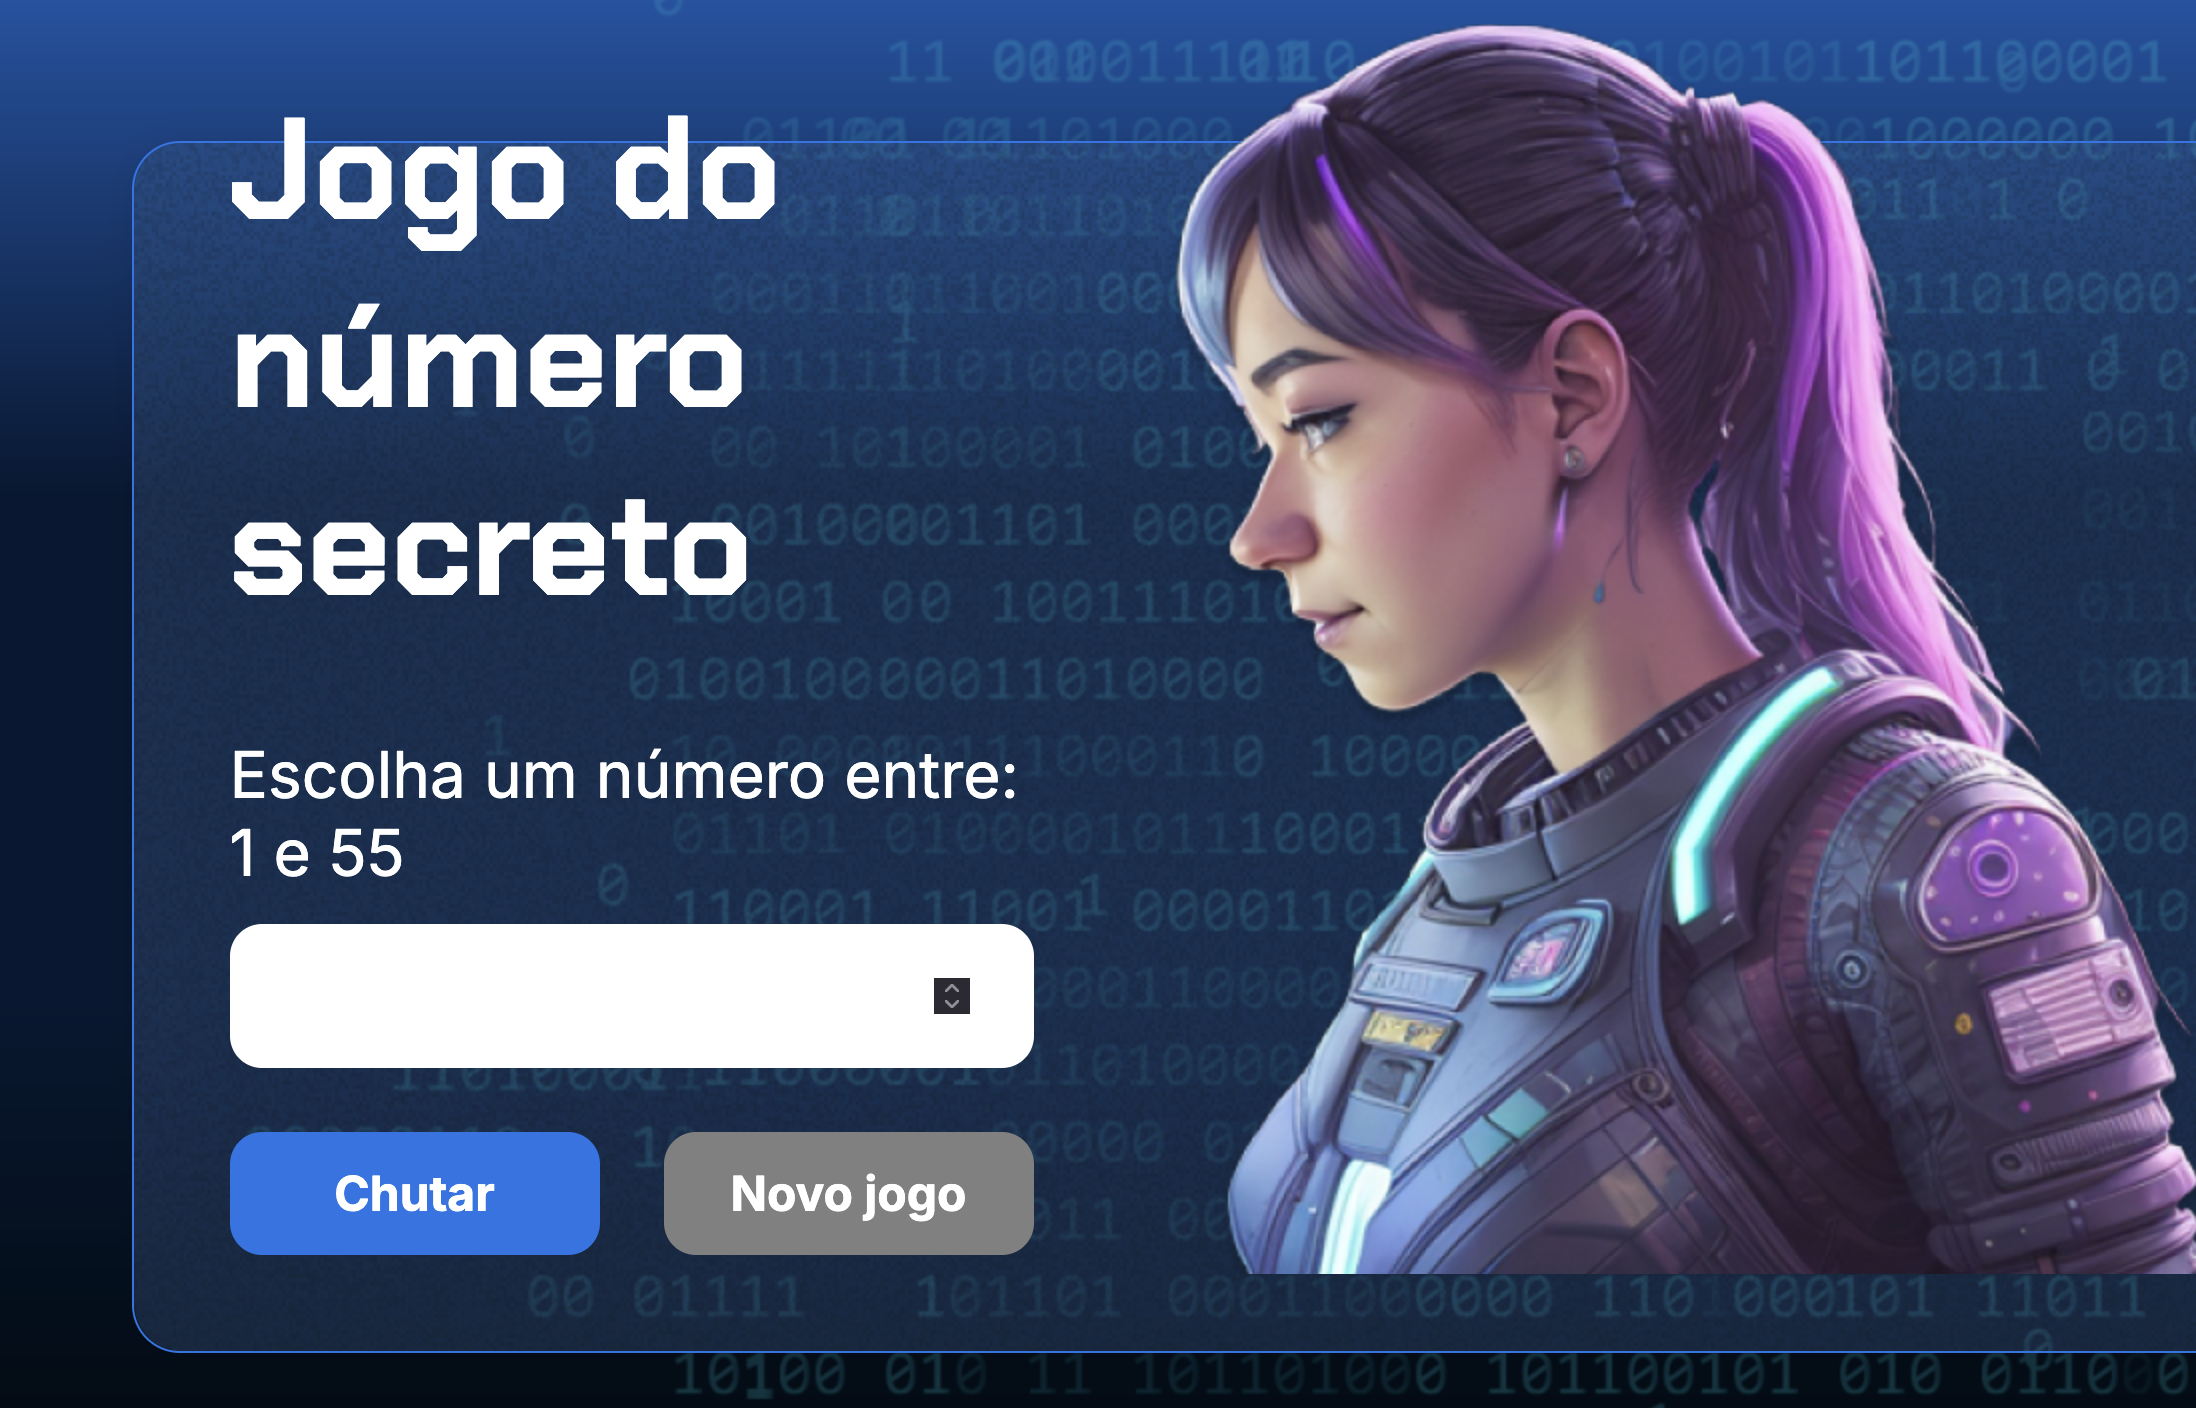 Jogo do
número
secreto
Escolha um número entre:
1 e 55
Chutar
Novo jogo